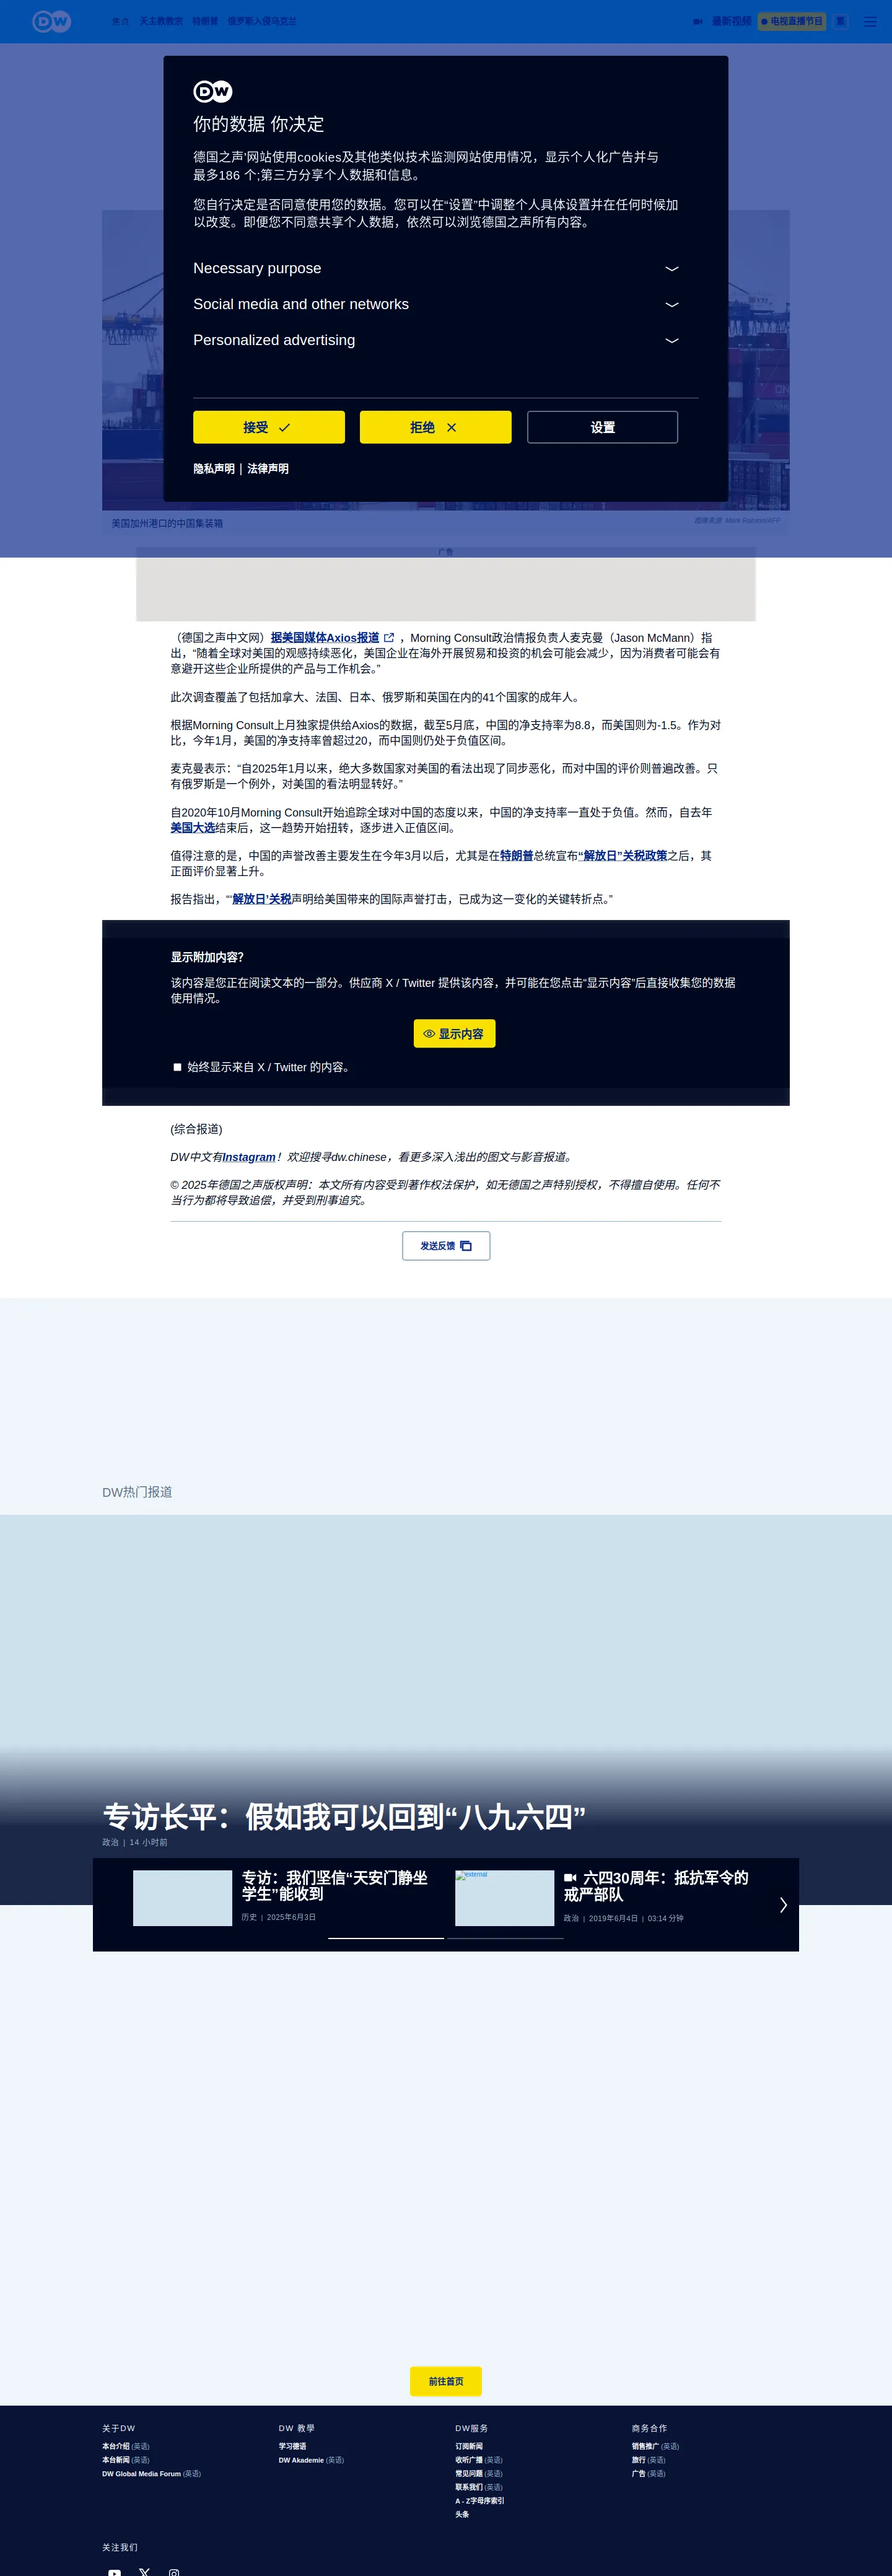 DW
焦点 天主教教宗 特朗普 俄罗斯入侵乌克兰 最新视频 电视直播节目 繁
DW
你的数据 你决定
德国之声'网站使用cookies及其他类似技术监测网站使用情况，显示个人化广告并与
最多186 个;第三方分享个人数据和信息。
您自行决定是否同意使用您的数据。您可以在“设置”中调整个人具体设置并在任何时候加
以改变。即便您不同意共享个人数据，依然可以浏览德国之声所有内容。
Necessary purpose
Social media and other networks
Personalized advertising
接受 拒绝 设置
隐私声明 | 法律声明
美国加州港口的中国集装箱
图像来源 Mark Ralston/AFP
广告
（德国之声中文网）据美国媒体Axios报道 ，Morning Consult政治情报负责人麦克曼（Jason McMann）指
出，“随着全球对美国的观感持续恶化，美国企业在海外开展贸易和投资的机会可能会减少，因为消费者可能会有
意避开这些企业所提供的产品与工作机会。”
此次调查覆盖了包括加拿大、法国、日本、俄罗斯和英国在内的41个国家的成年人。
根据Morning Consult上月独家提供给Axios的数据，截至5月底，中国的净支持率为8.8，而美国则为-1.5。作为对
比，今年1月，美国的净支持率曾超过20，而中国则仍处于负值区间。
麦克曼表示：“自2025年1月以来，绝大多数国家对美国的看法出现了同步恶化，而对中国的评价则普遍改善。只
有俄罗斯是一个例外，对美国的看法明显转好。”
自2020年10月Morning Consult开始追踪全球对中国的态度以来，中国的净支持率一直处于负值。然而，自去年
美国大选结束后，这一趋势开始扭转，逐步进入正值区间。
值得注意的是，中国的声誉改善主要发生在今年3月以后，尤其是在特朗普总统宣布“解放日”关税政策之后，其
正面评价显著上升。
报告指出，“‘解放日’关税声明给美国带来的国际声誉打击，已成为这一变化的关键转折点。”
显示附加内容？
该内容是您正在阅读文本的一部分。供应商 X / Twitter 提供该内容，并可能在您点击“显示内容”后直接收集您的数据
使用情况。
显示内容
始终显示来自 X / Twitter 的内容。
(综合报道)
DW中文有Instagram！欢迎搜寻dw.chinese，看更多深入浅出的图文与影音报道。
© 2025年德国之声版权声明：本文所有内容受到著作权法保护，如无德国之声特别授权，不得擅自使用。任何不
当行为都将导致追偿，并受到刑事追究。
发送反馈
DW热门报道
专访长平：假如我可以回到“八九六四”
政治 | 14 小时前
专访：我们坚信“天安门静坐
学生”能收到
历史 | 2025年6月3日
external
六四30周年：抵抗军令的
戒严部队
政治 | 2019年6月4日 | 03:14 分钟
前往首页
关于DW
本台介绍 (英语)
本台新闻 (英语)
DW Global Media Forum (英语)
DW 教學
学习德语
DW Akademie (英语)
DW服务
订阅新闻
收听广播 (英语)
常见问题 (英语)
联系我们 (英语)
A - Z字母序索引
头条
商务合作
销售推广 (英语)
旅行 (英语)
广告 (英语)
关注我们